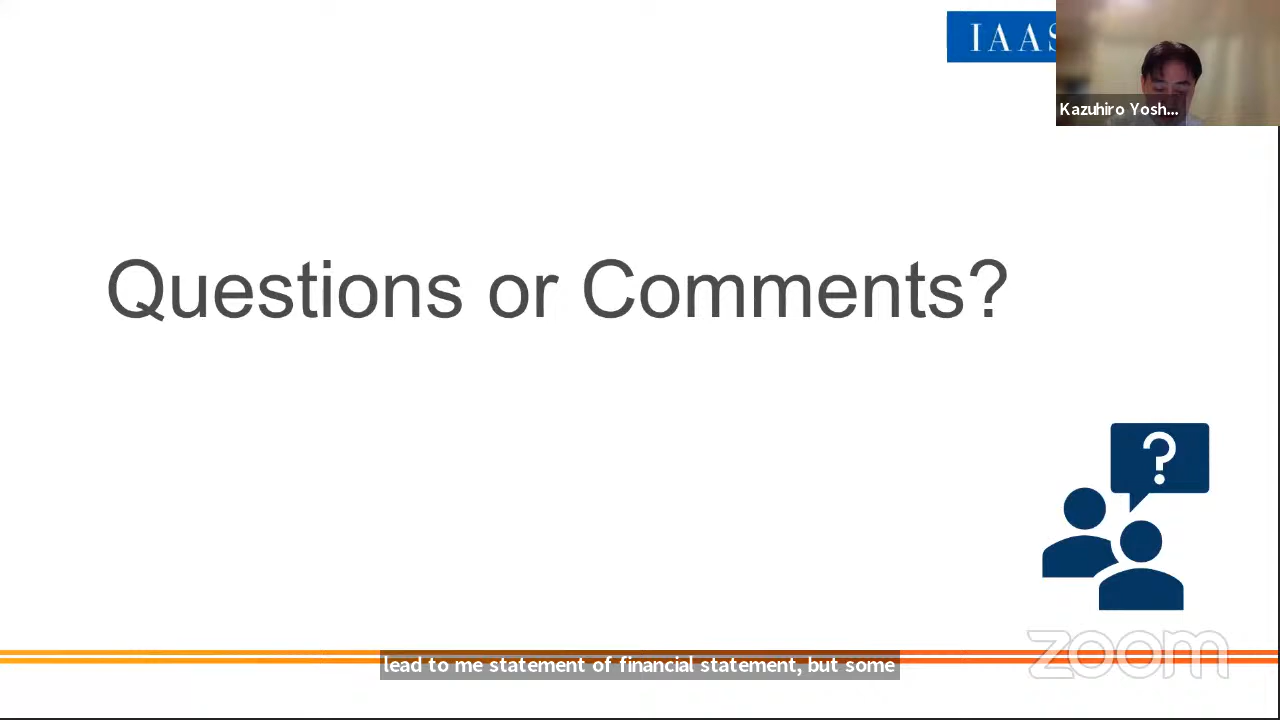 IAAS
Kazuhiro Yosh...
Questions or Comments?
?
lead to me statement of financial statement, but some
zoom